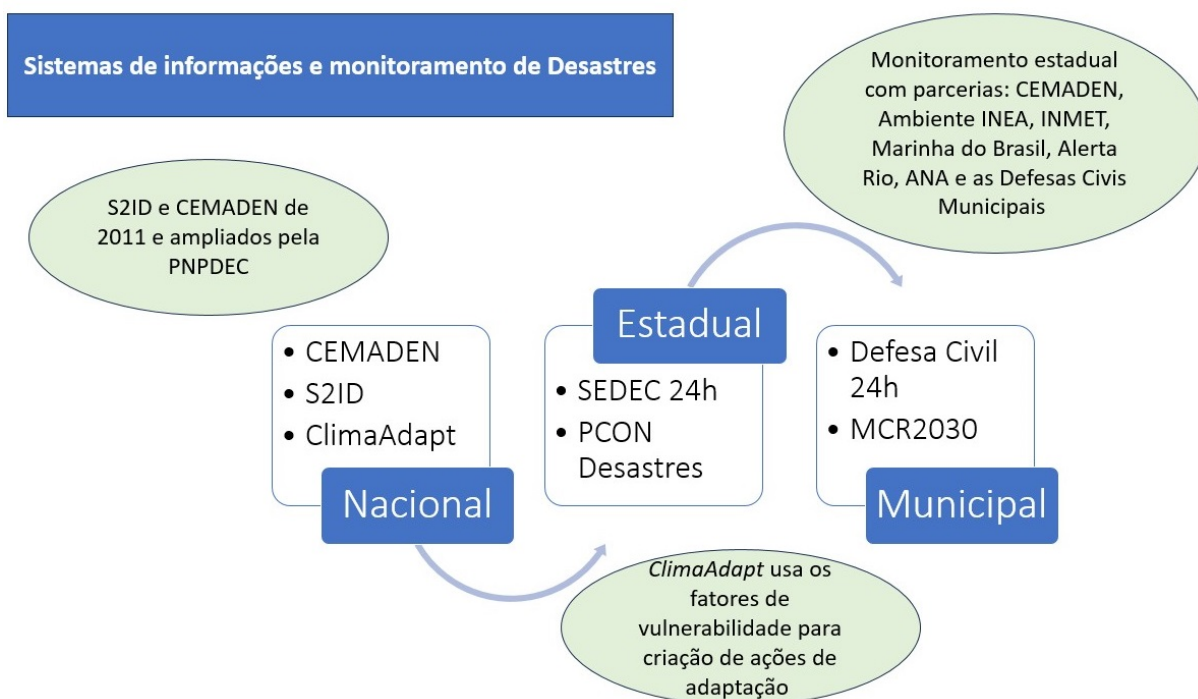 Sistemas de informações e monitoramento de Desastres
Monitoramento estadual
com parcerias: CEMADEN,
Ambiente INEA, INMET,
Marinha do Brasil, Alerta
Rio, ANA e as Defesas Civis
Municipais
S2ID e CEMADEN de
2011 e ampliados pela
PNPDEC
• CEMADEN
• S2ID
• ClimaAdapt
Nacional
Estadual
• SEDEC 24h
• PCON
Desastres
• Defesa Civil
24h
• MCR2030
Municipal
ClimaAdapt usa os
fatores de
vulnerabilidade para
criação de ações de
adaptação